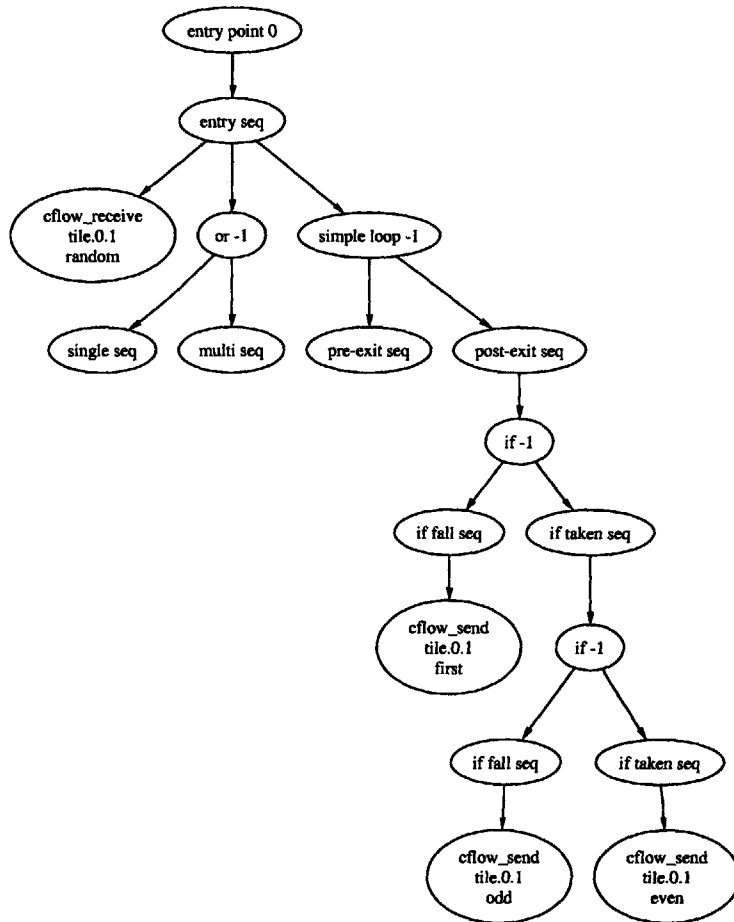 entry point 0
entry seq
cflow_receive
tile.0.1
random
or -1
simple loop -1
single seq
multi seq
pre-exit seq
post-exit seq
if -1
if fall seq
if taken seq
cflow_send
tile.0.1
first
if -1
if fall seq
if taken seq
cflow_send
tile.0.1
odd
cflow_send
tile.0.1
even